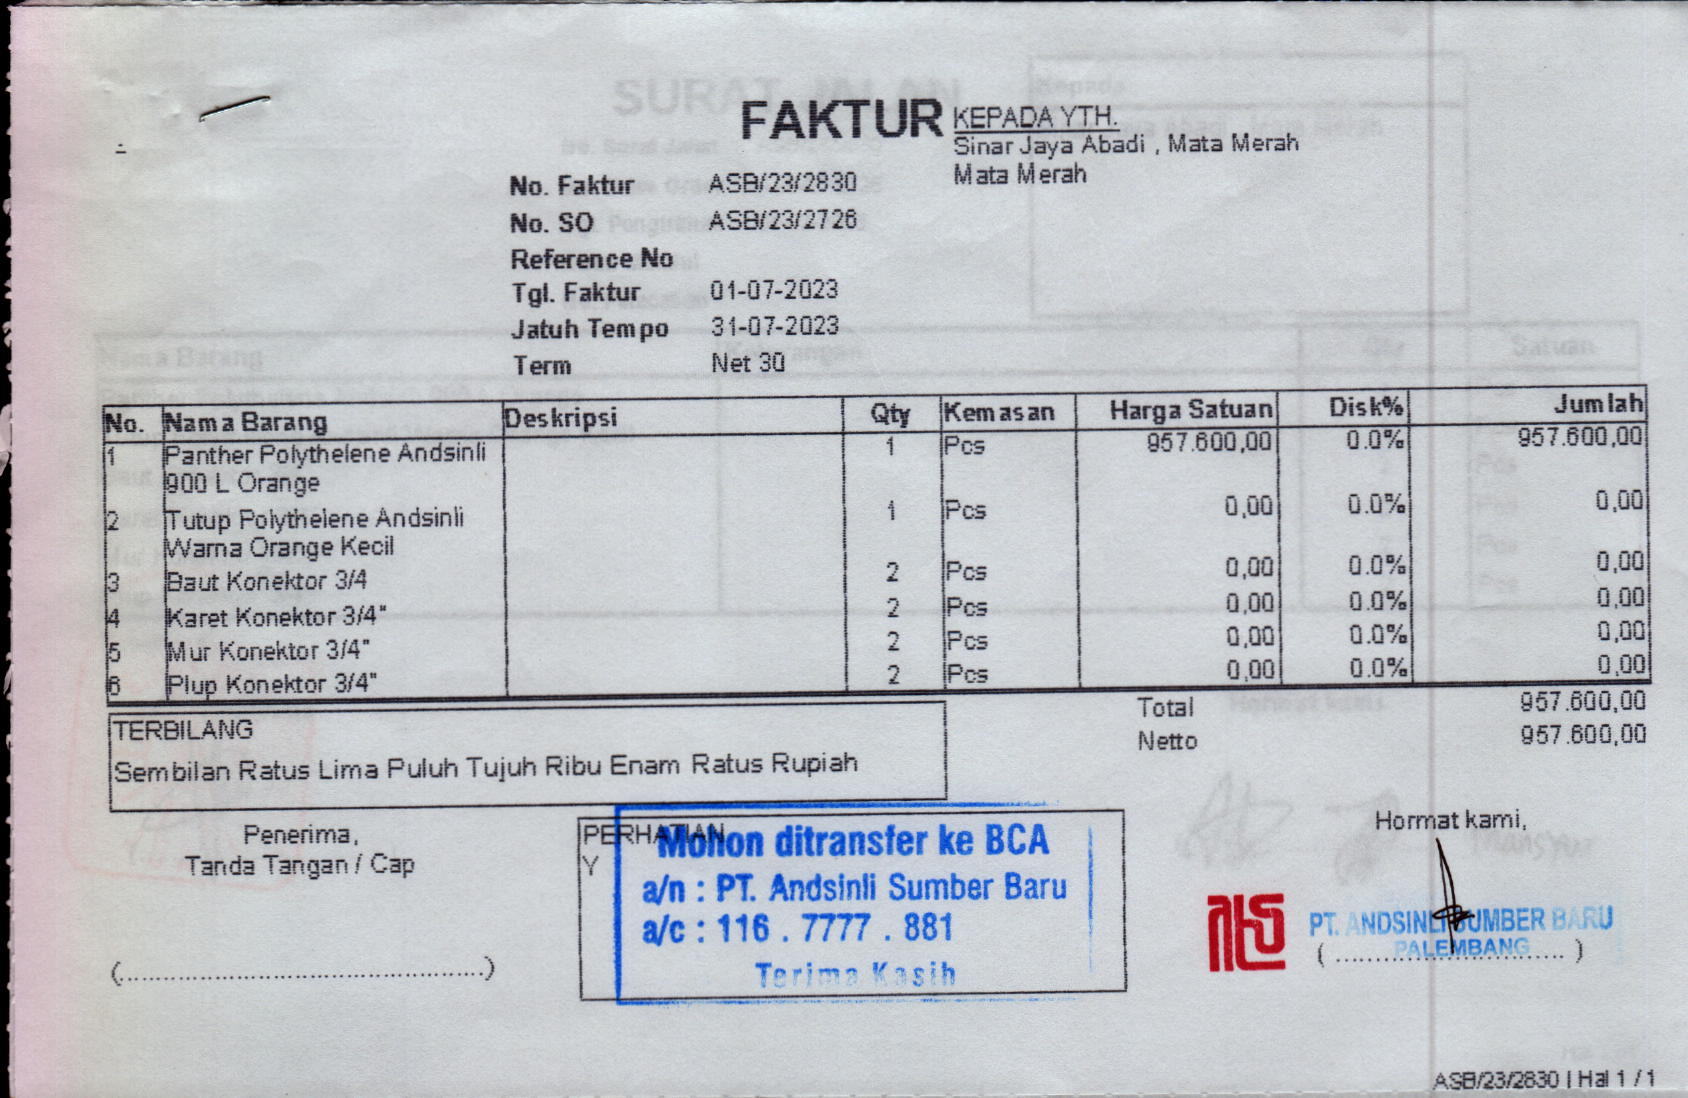 FAKTUR
KEPADA YTH.
Sinar Jaya Abadi , Mata Merah
Mata Merah
No. Faktur ASB/23/2830
No. SO ASB/23/2726
Reference No
Tgl. Faktur 01-07-2023
Jatuh Tempo 31-07-2023
Term Net 30
No. Nama Barang Deskripsi Qty Kemasan Harga Satuan Disk% Jumlah
1 Panther Polythelene Andsinli 1 Pcs 957.600,00 0.0% 957.600,00
900 L Orange
2 Tutup Polythelene Andsinli 1 Pcs 0,00 0.0% 0,00
Warna Orange Kecil
3 Baut Konektor 3/4 2 Pcs 0,00 0.0% 0,00
4 Karet Konektor 3/4" 2 Pcs 0,00 0.0% 0,00
5 Mur Konektor 3/4" 2 Pcs 0,00 0.0% 0,00
6 Plup Konektor 3/4" 2 Pcs 0,00 0.0% 0,00
Total 957.600,00
Netto 957.600,00
TERBILANG
Sembilan Ratus Lima Puluh Tujuh Ribu Enam Ratus Rupiah
Penerima,
Tanda Tangan / Cap
(................................................)
PERHATIAN
Y
Mohon ditransfer ke BCA
a/n : PT. Andsinli Sumber Baru
a/c : 116 . 7777 . 881
Terima Kasih
Hormat kami,
PT. ANDSINLI SUMBER BARU
PALEMBANG
( .............................. )
ASB/23/2830 | Hal 1 / 1